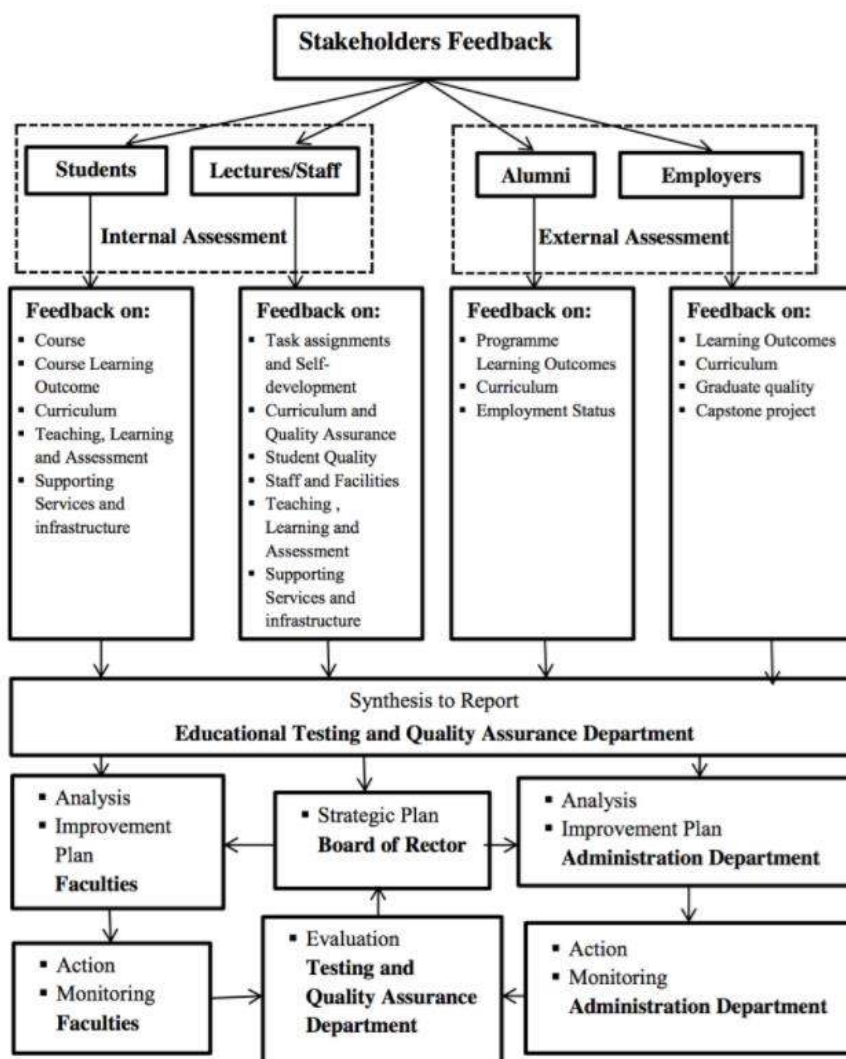 Stakeholders Feedback
Students
Lectures/Staff
Internal Assessment
Alumni
Employers
External Assessment
Feedback on:
▪ Course
▪ Course Learning
Outcome
▪ Curriculum
▪ Teaching, Learning
and Assessment
▪ Supporting
Services and
infrastructure
Feedback on:
▪ Task assignments
and Self-
development
▪ Curriculum and
Quality Assurance
▪ Student Quality
▪ Staff and Facilities
▪ Teaching ,
Learning and
Assessment
▪ Supporting
Services and
infrastructure
Feedback on:
▪ Programme
Learning Outcomes
▪ Curriculum
▪ Employment Status
Feedback on:
▪ Learning Outcomes
▪ Curriculum
▪ Graduate quality
▪ Capstone project
Synthesis to Report
Educational Testing and Quality Assurance Department
▪ Analysis
▪ Improvement
Plan
Faculties
▪ Strategic Plan
Board of Rector
▪ Analysis
▪ Improvement Plan
Administration Department
▪ Action
▪ Monitoring
Faculties
▪ Evaluation
Testing and
Quality Assurance
Department
▪ Action
▪ Monitoring
Administration Department